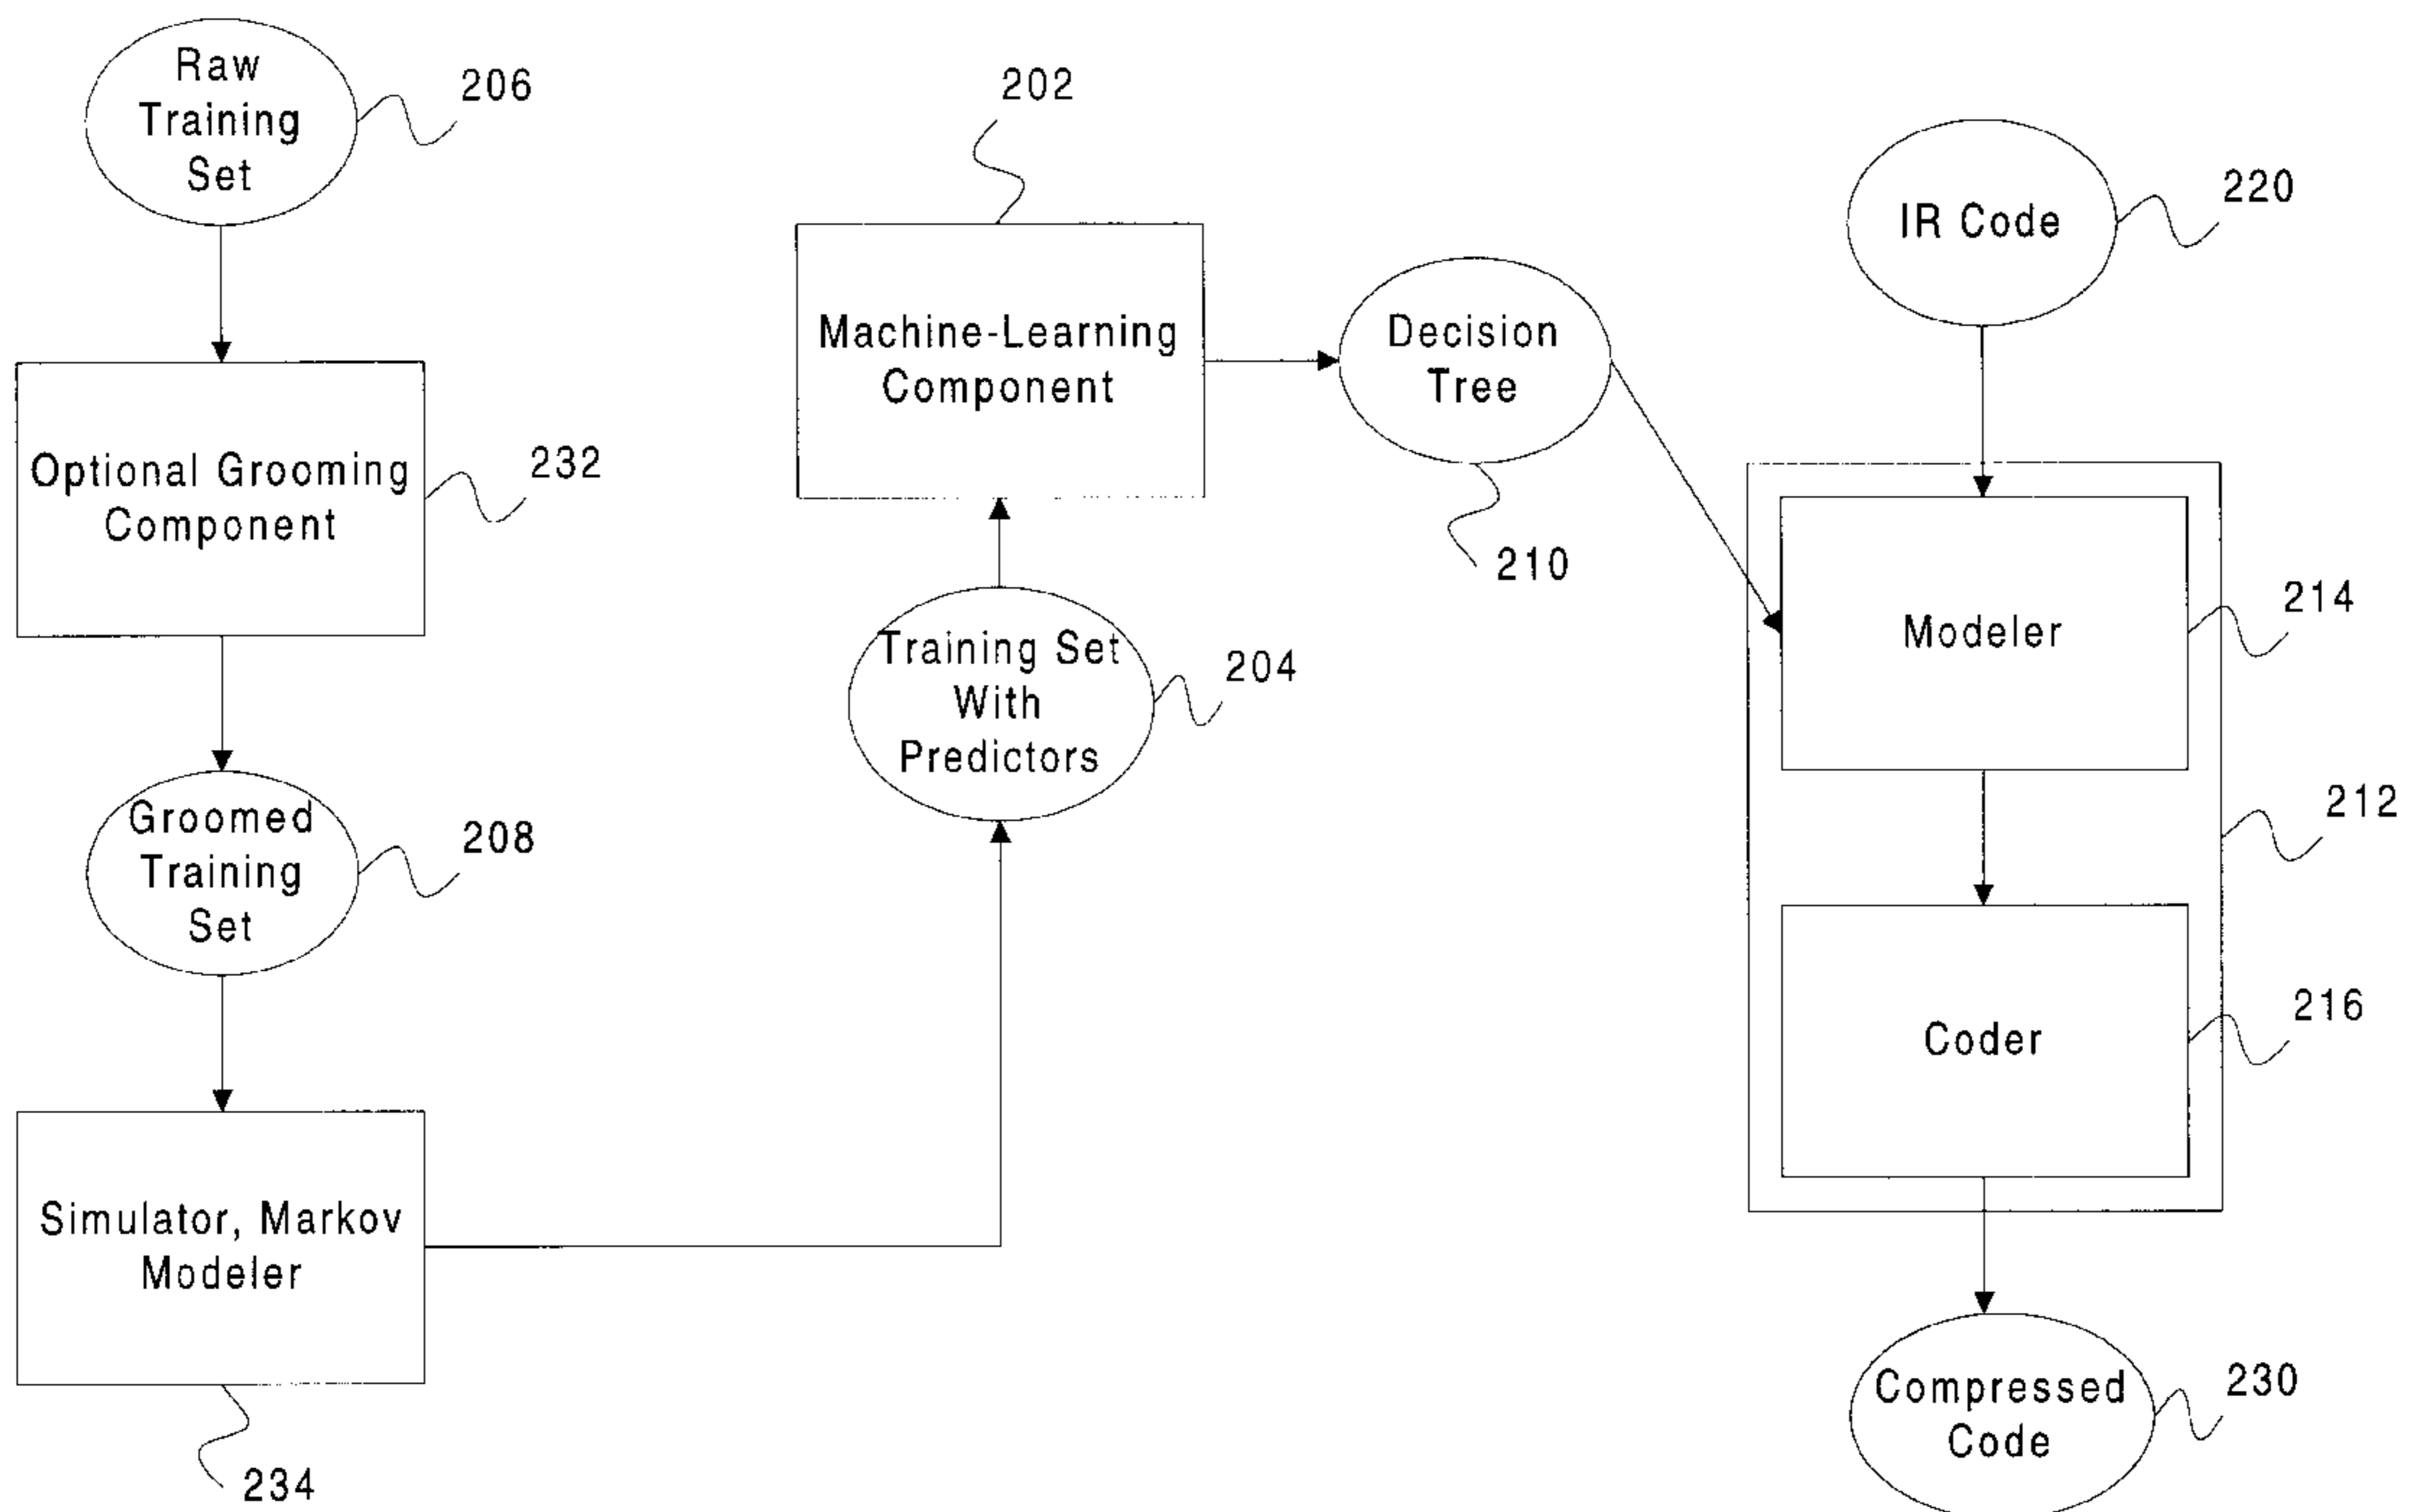 Raw
Training
Set
206
Optional Grooming
Component
232
Groomed
Training
Set
208
Simulator, Markov
Modeler
234
202
Machine-Learning
Component
Training Set
With
Predictors
204
Decision
Tree
210
IR Code
220
Modeler
214
212
Coder
216
Compressed
Code
230